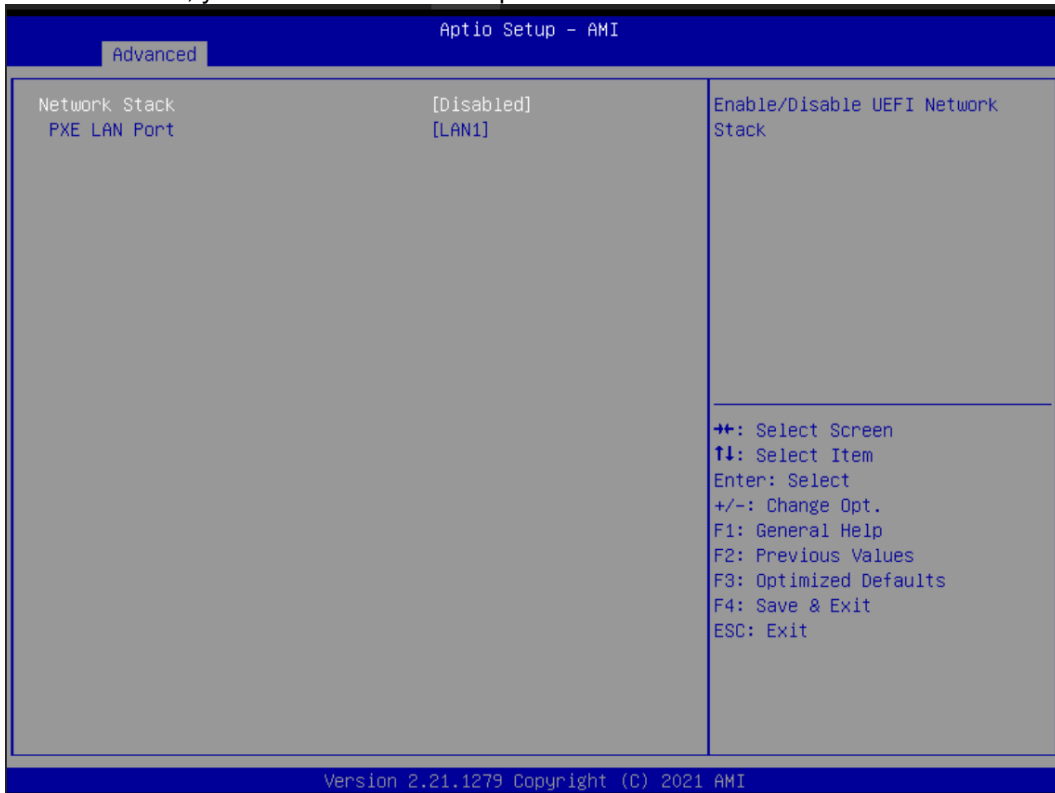 Aptio Setup - AMI
Advanced
Network Stack [Disabled]
PXE LAN Port [LAN1]
Enable/Disable UEFI Network
Stack
→←: Select Screen
↑↓: Select Item
Enter: Select
+/-: Change Opt.
F1: General Help
F2: Previous Values
F3: Optimized Defaults
F4: Save & Exit
ESC: Exit
Version 2.21.1279 Copyright (C) 2021 AMI